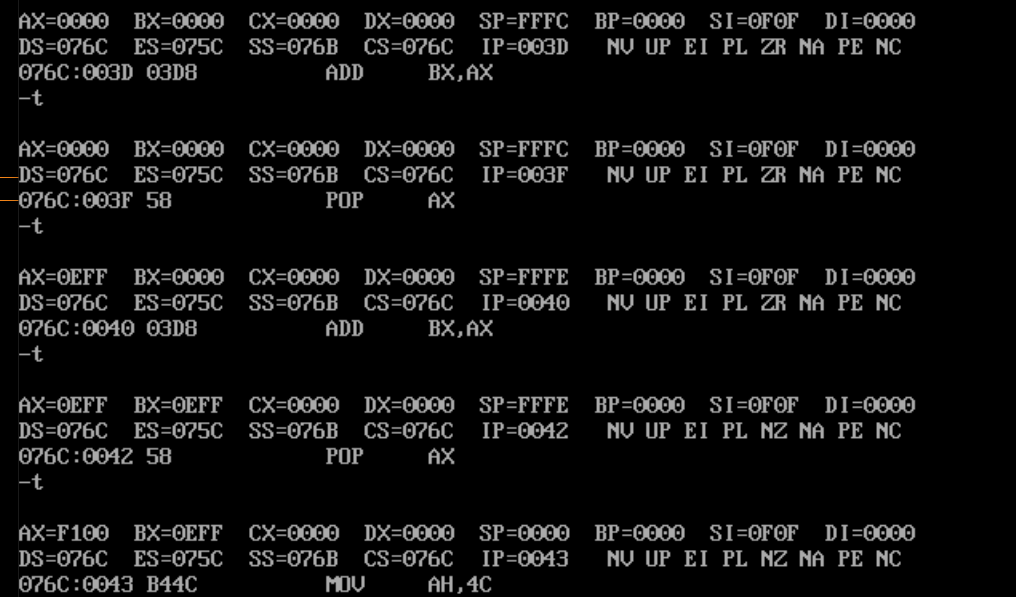 AX=0000 BX=0000 CX=0000 DX=0000 SP=FFFC BP=0000 SI=0F0F DI=0000
DS=076C ES=075C SS=076B CS=076C IP=003D NV UP EI PL ZR NA PE NC
076C:003D 03D8 ADD BX,AX
-t
AX=0000 BX=0000 CX=0000 DX=0000 SP=FFFC BP=0000 SI=0F0F DI=0000
DS=076C ES=075C SS=076B CS=076C IP=003F NV UP EI PL ZR NA PE NC
076C:003F 58 POP AX
-t
AX=0EFF BX=0000 CX=0000 DX=0000 SP=FFFE BP=0000 SI=0F0F DI=0000
DS=076C ES=075C SS=076B CS=076C IP=0040 NV UP EI PL ZR NA PE NC
076C:0040 03D8 ADD BX,AX
-t
AX=0EFF BX=0EFF CX=0000 DX=0000 SP=FFFE BP=0000 SI=0F0F DI=0000
DS=076C ES=075C SS=076B CS=076C IP=0042 NV UP EI PL NZ NA PE NC
076C:0042 58 POP AX
-t
AX=F100 BX=0EFF CX=0000 DX=0000 SP=0000 BP=0000 SI=0F0F DI=0000
DS=076C ES=075C SS=076B CS=076C IP=0043 NV UP EI PL NZ NA PE NC
076C:0043 B44C MOV AH,4C